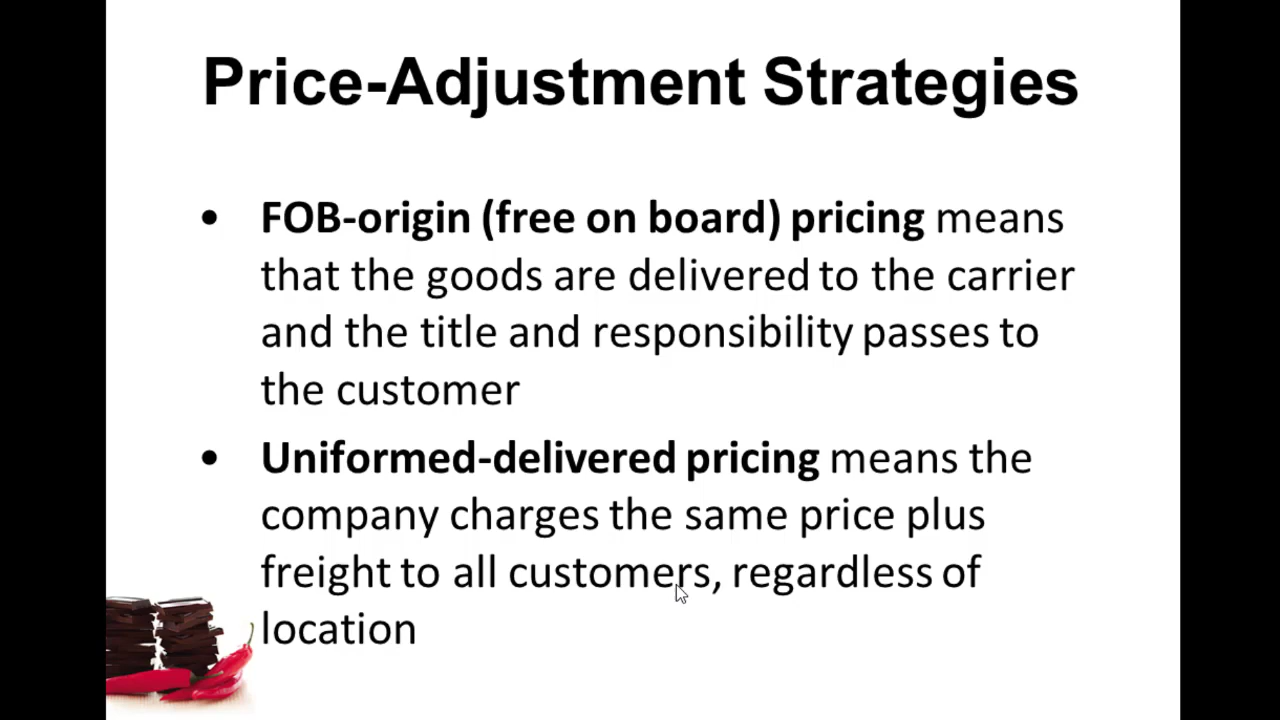 Price-Adjustment Strategies
• FOB-origin (free on board) pricing means
that the goods are delivered to the carrier
and the title and responsibility passes to
the customer
• Uniformed-delivered pricing means the
company charges the same price plus
freight to all customers, regardless of
location